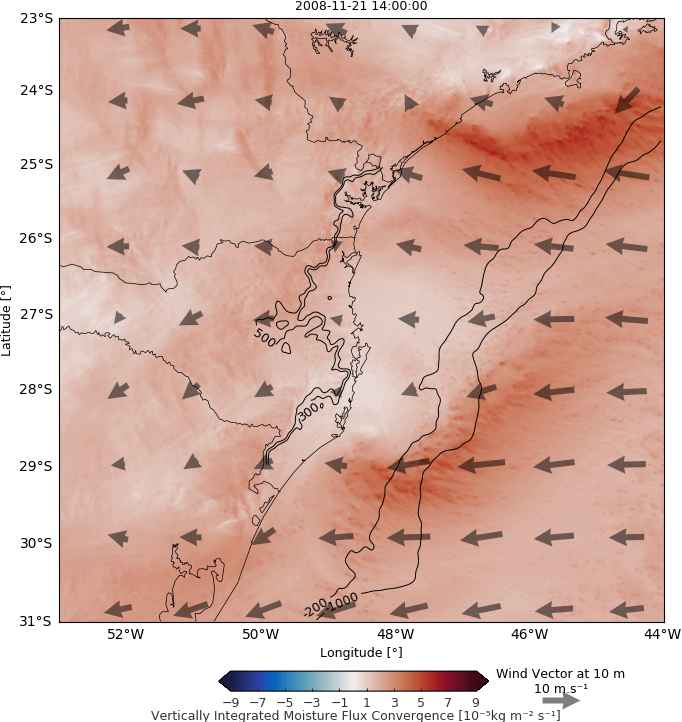 2008-11-21 14:00:00
23°S
24°S
25°S
26°S
27°S
28°S
29°S
30°S
31°S
Latitude [°]
500
300
-200
-1000
52°W 50°W 48°W 46°W 44°W
Longitude [°]
Wind Vector at 10 m
10 m.s⁻¹
−9 −7 −5 −3 −1 1 3 5 7 9
Vertically Integrated Moisture Flux Convergence [10⁻⁵kg m⁻² s⁻¹]